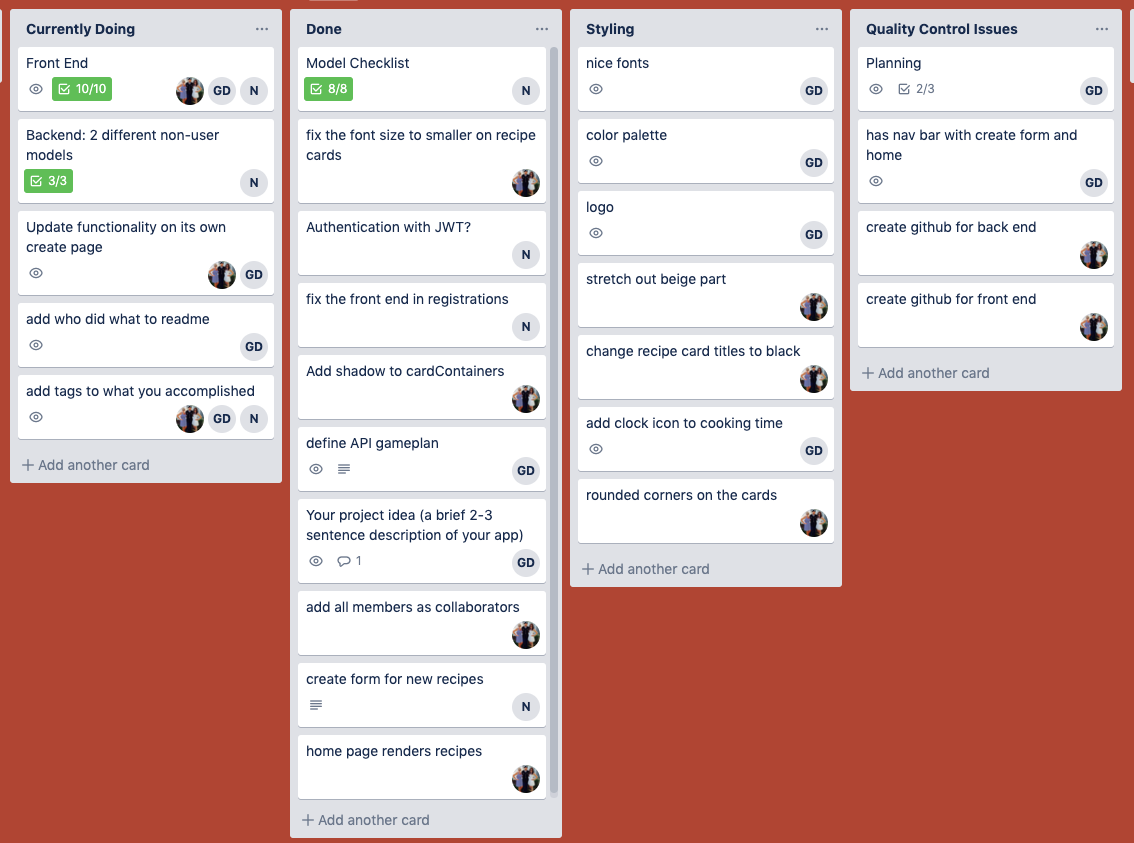 Currently Doing
Front End
10/10
GD
N
Backend: 2 different non-user
models
3/3
N
Update functionality on its own
create page
GD
add who did what to readme
GD
add tags to what you accomplished
GD
N
+ Add another card
Done
Model Checklist
8/8
N
fix the font size to smaller on recipe
cards
Authentication with JWT?
N
fix the front end in registrations
N
Add shadow to cardContainers
define API gameplan
GD
Your project idea (a brief 2-3
sentence description of your app)
1
GD
add all members as collaborators
create form for new recipes
N
home page renders recipes
+ Add another card
Styling
nice fonts
GD
color palette
GD
logo
GD
stretch out beige part
change recipe card titles to black
add clock icon to cooking time
GD
rounded corners on the cards
+ Add another card
Quality Control Issues
Planning
2/3
GD
has nav bar with create form and
home
GD
create github for back end
create github for front end
+ Add another card